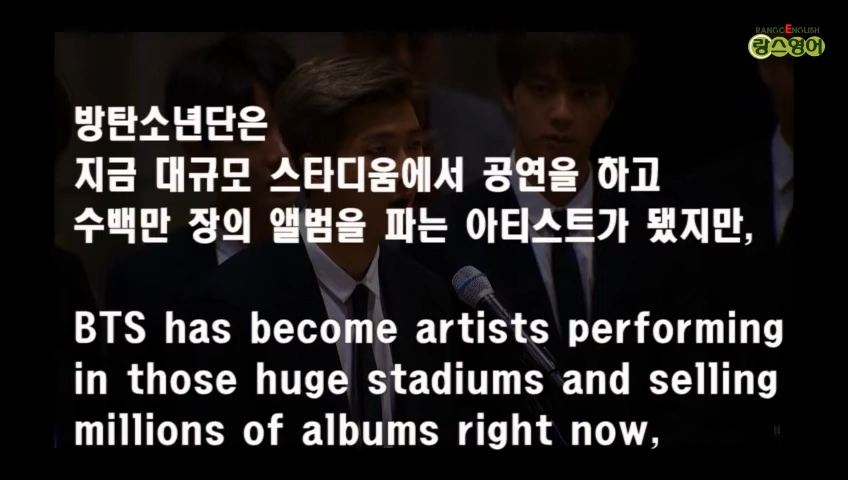 RANGCENGLISH
랑스영어
방탄소년단은
지금 대규모 스타디움에서 공연을 하고
수백만 장의 앨범을 파는 아티스트가 됐지만,
BTS has become artists performing
in those huge stadiums and selling
millions of albums right now,